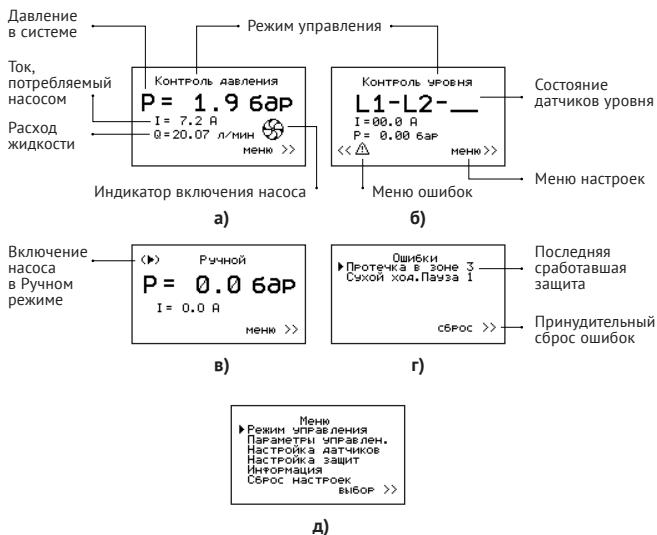 Давление
в системе
Режим управления
Ток,
потребляемый
насосом
Расход
жидкости
Контроль давления
P= 1.9 бар
I= 7.2 А
Q=20.07 л/мин
меню >>
Контроль уровня
L1-L2-__
I=00.0 А
P= 0.00 бар
<<
меню>>
Состояние
датчиков уровня
Меню настроек
Индикатор включения насоса
Меню ошибок
а)
б)
Включение
насоса
в Ручном
режиме
Ручной
P= 0.0 бар
I= 0.0 А
меню >>
Ошибки
Протечка в зоне 3
Сухой ход.Пауза 1
сброс >>
Последняя
сработавшая
защита
Принудительный
сброс ошибок
в)
г)
Меню
Режим управления
Параметры управлен.
Настройка датчиков
Настройка защит
Информация
Сброс настроек
выбор >>
д)